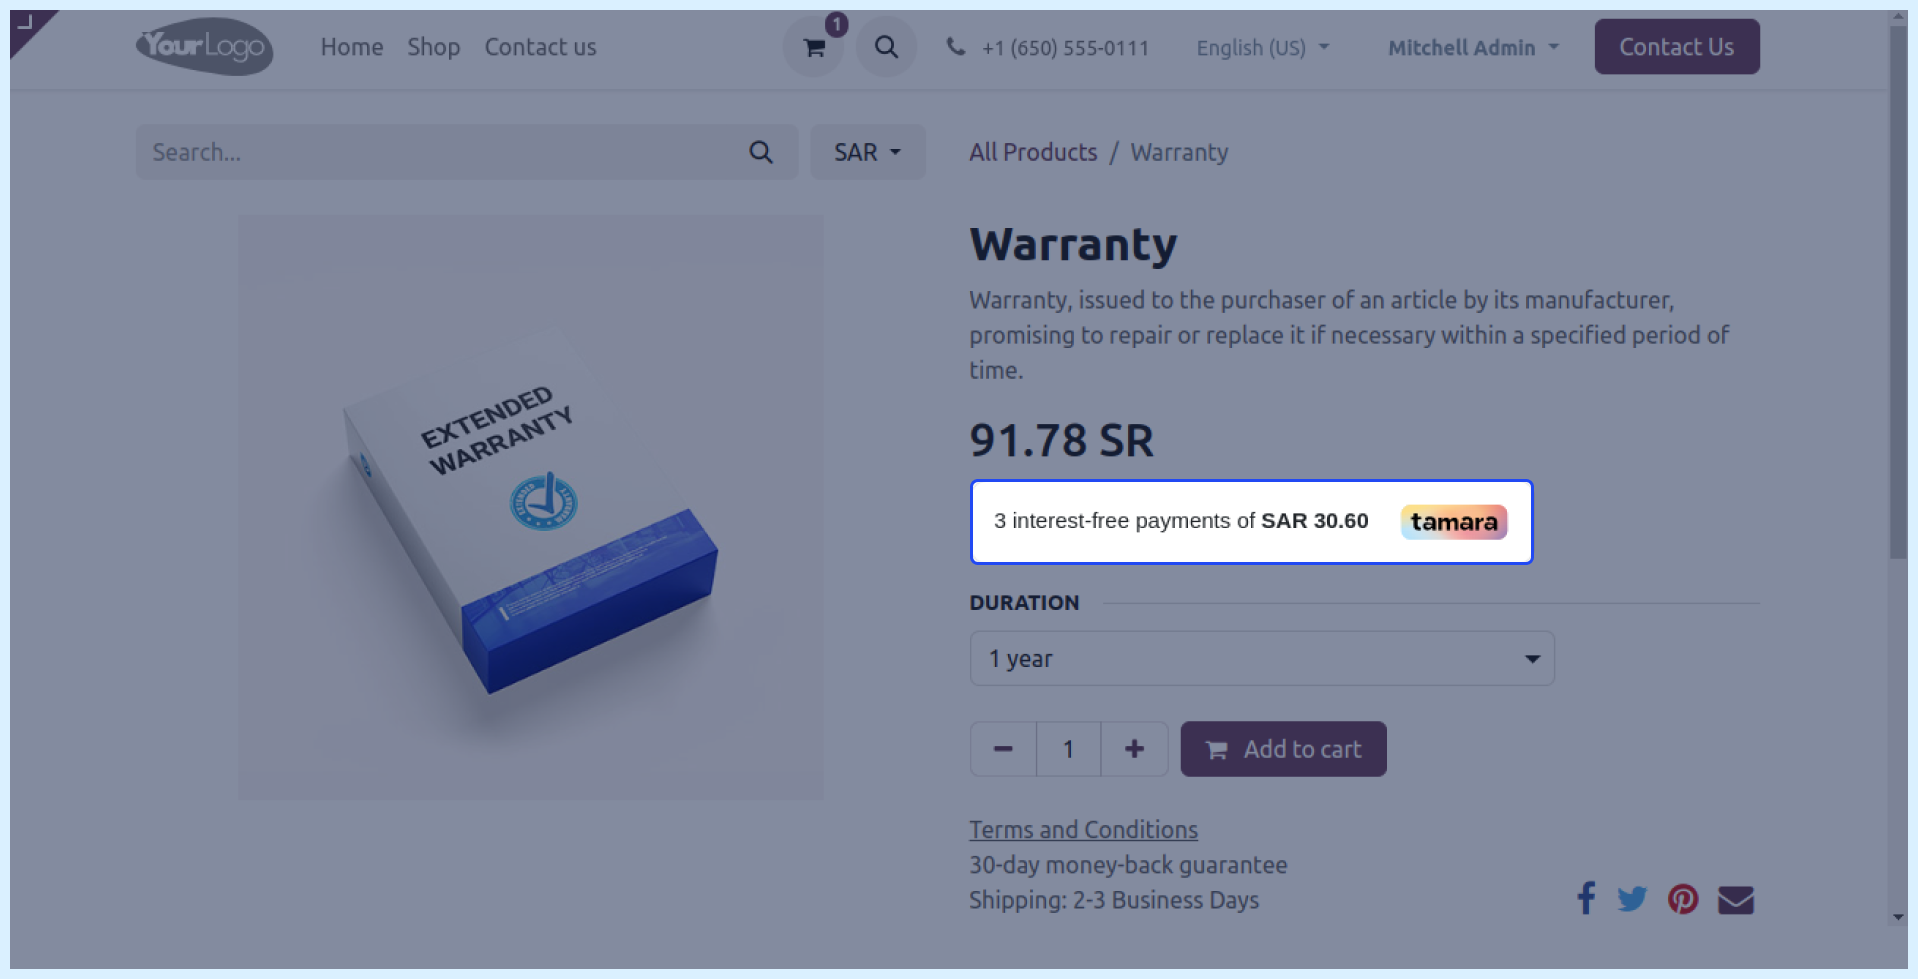 YourLogo
Home
Shop
Contact us
1
+1 (650) 555-0111
English (US)
Mitchell Admin
Contact Us
Search...
SAR
All Products / Warranty
EXTENDED
WARRANTY
Warranty
Warranty, issued to the purchaser of an article by its manufacturer,
promising to repair or replace it if necessary within a specified period of
time.
91.78 SR
3 interest-free payments of SAR 30.60
tamara
DURATION
1 year
1
Add to cart
Terms and Conditions
30-day money-back guarantee
Shipping: 2-3 Business Days